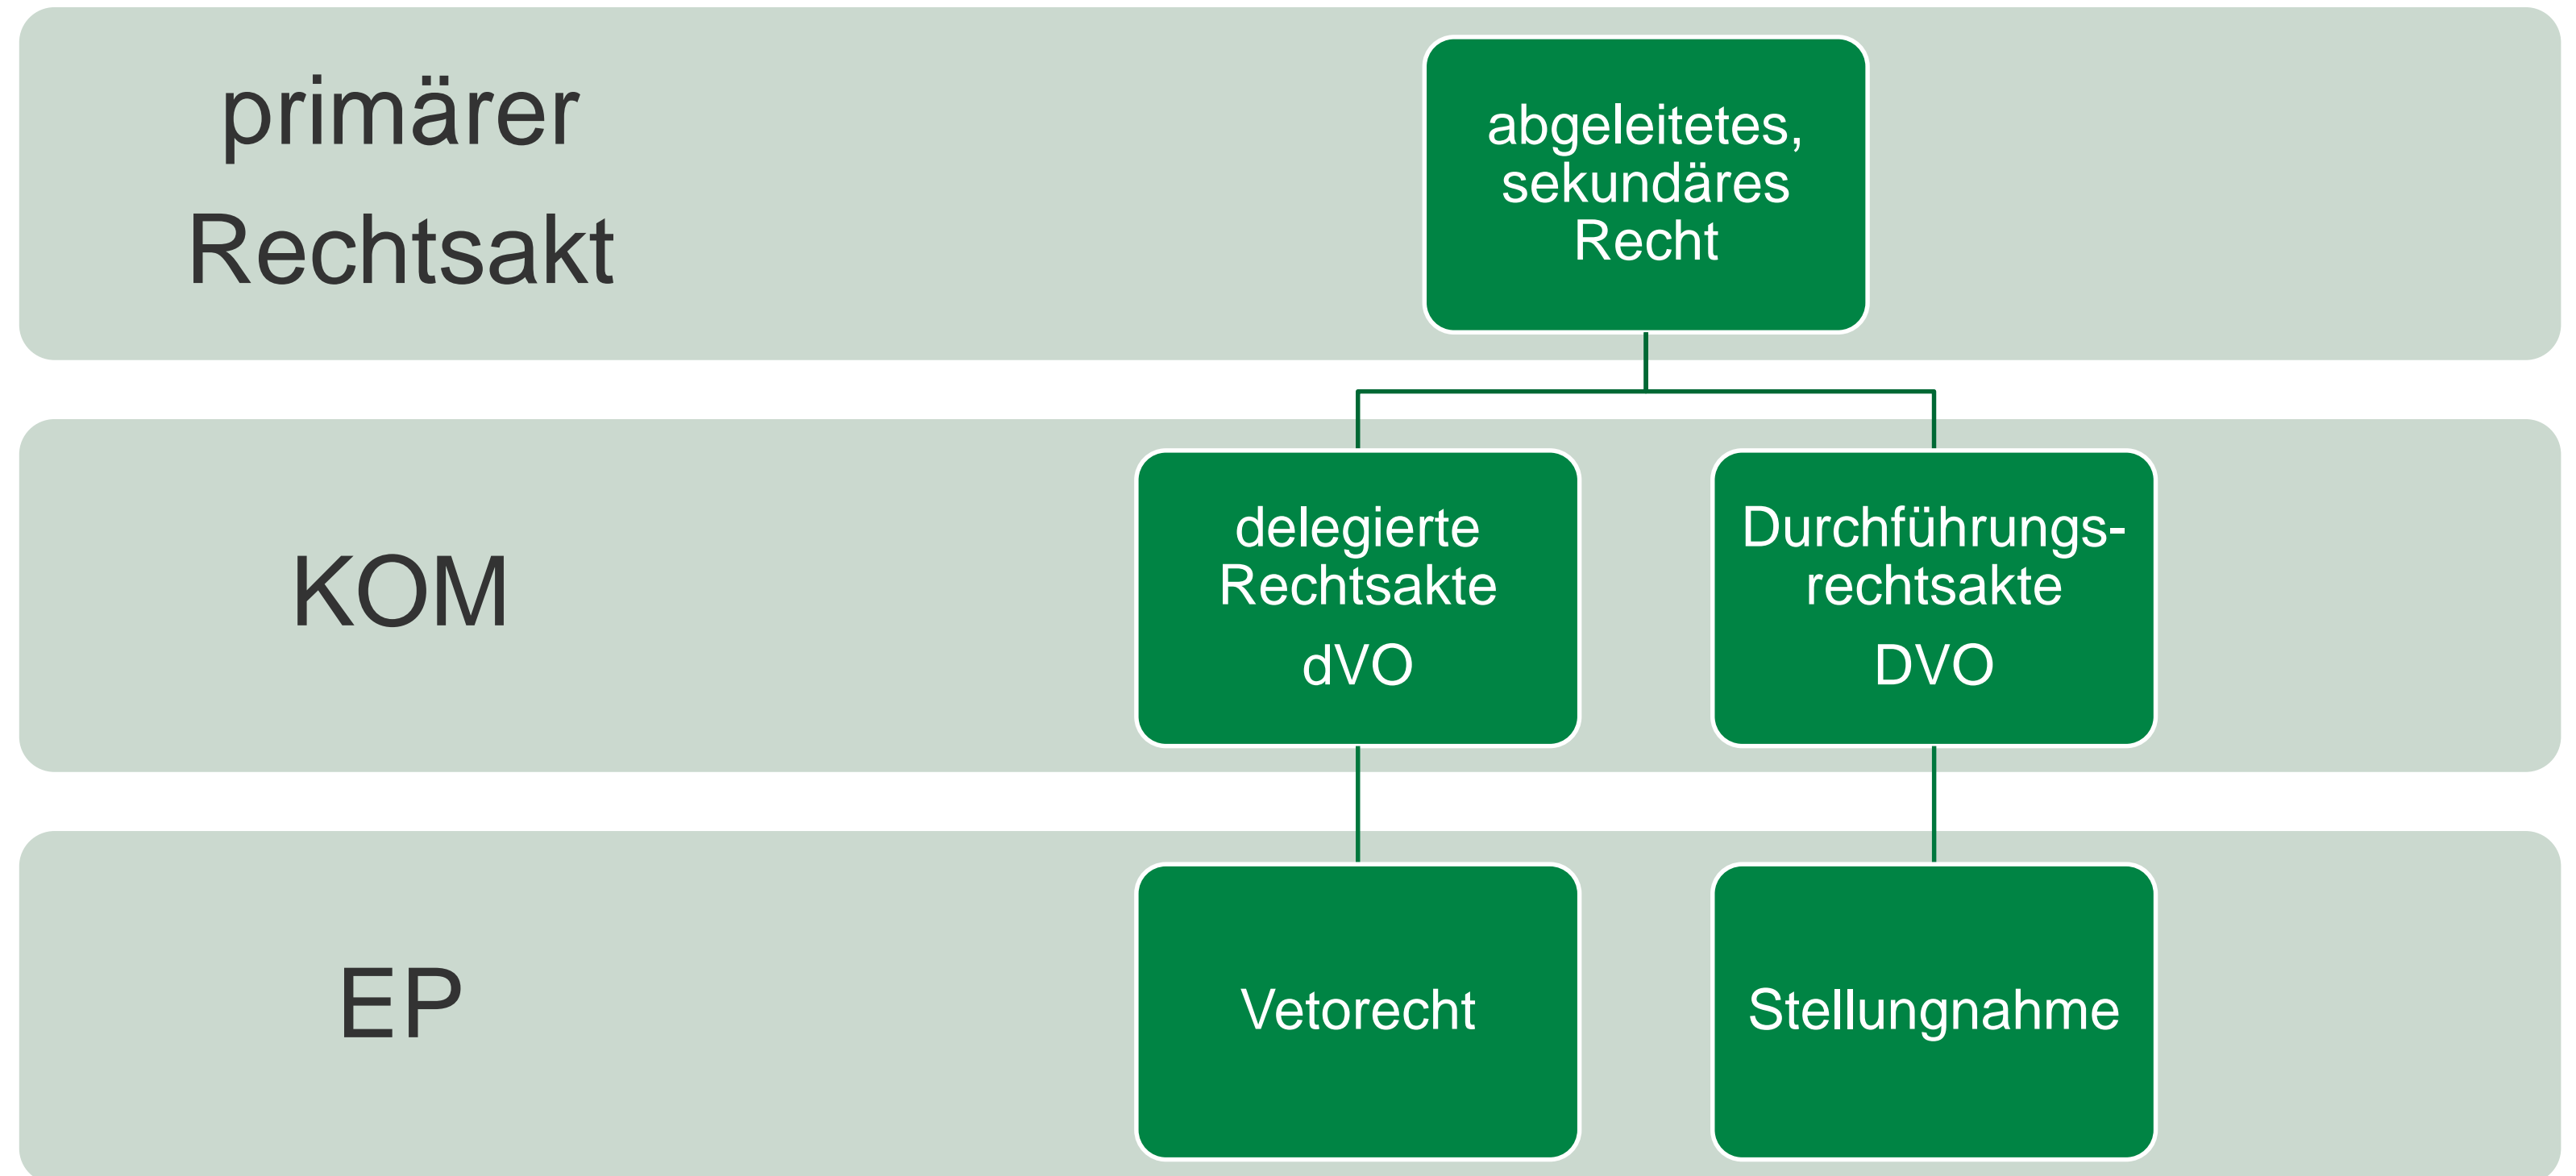 primärer
Rechtsakt
abgeleitetes,
sekundäres
Recht
KOM
delegierte
Rechtsakte
dVO
Durchführungs-
rechtsakte
DVO
EP
Vetorecht
Stellungnahme